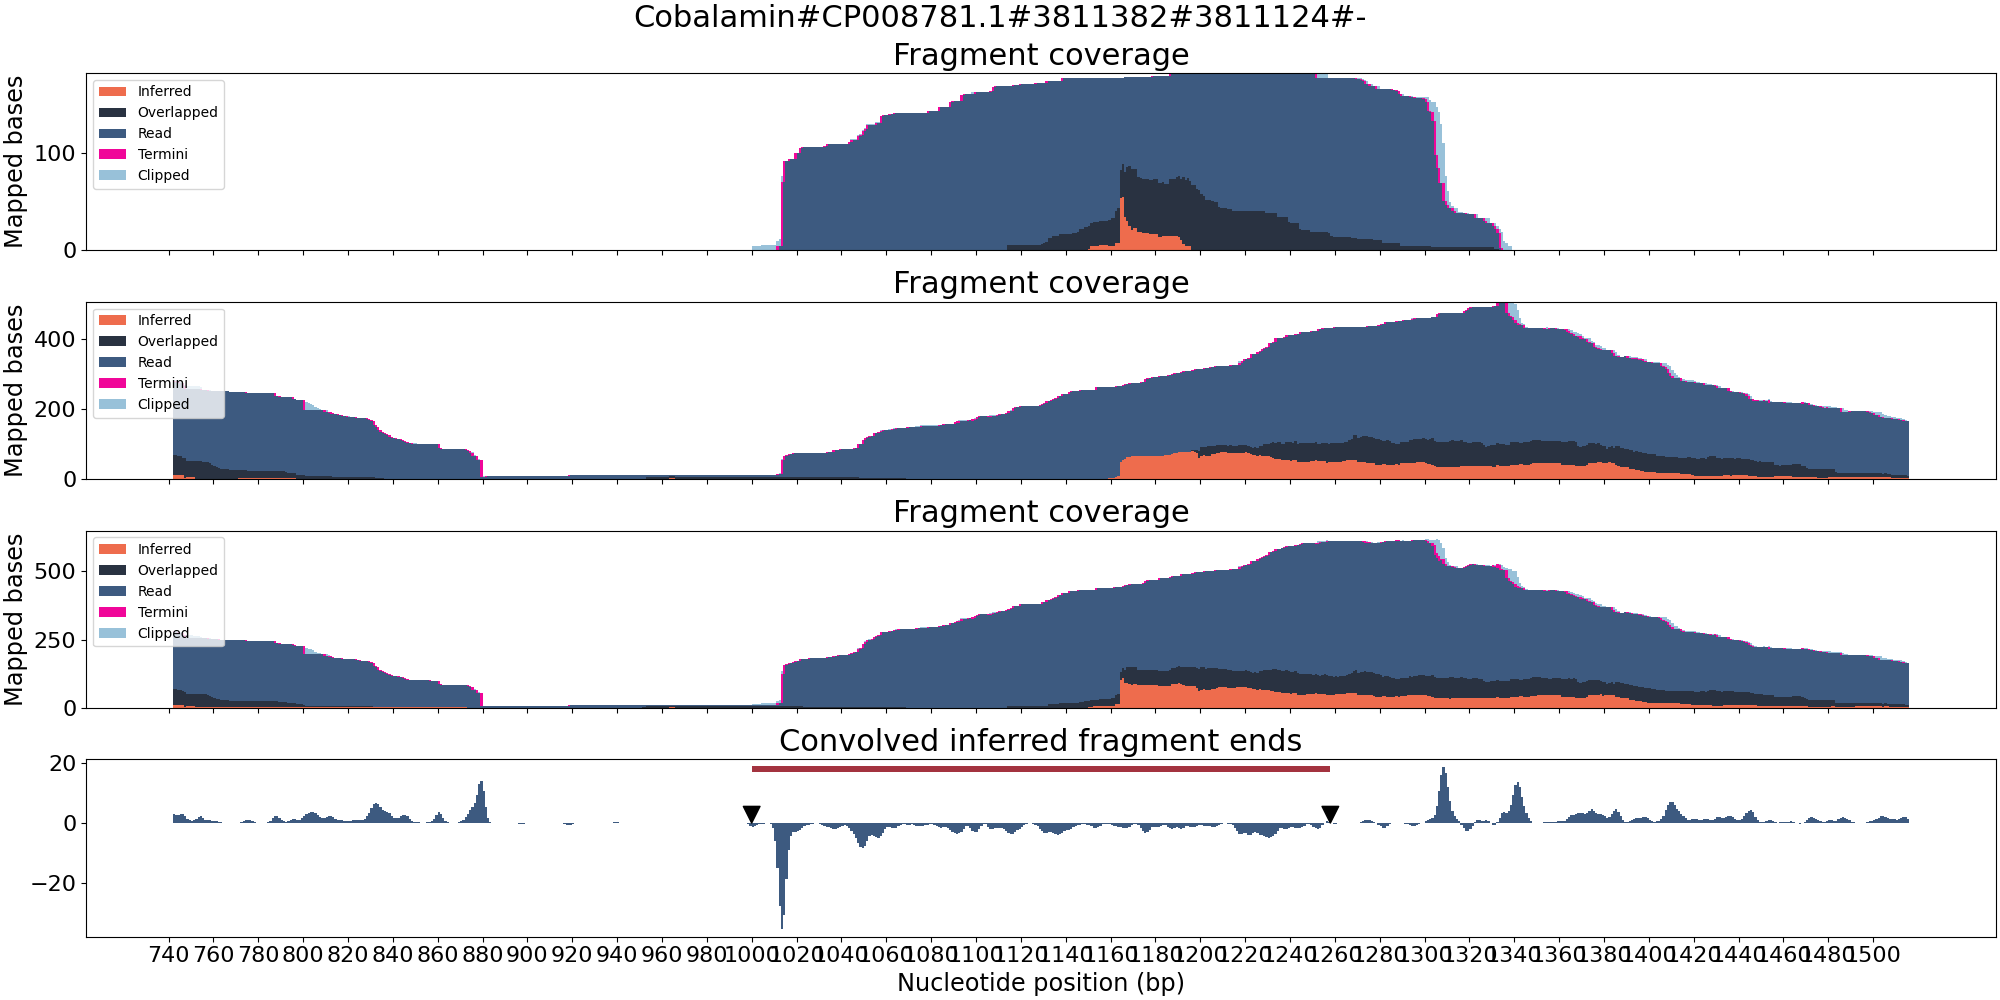 Cobalamin#CP008781.1#3811382#3811124#-
Fragment coverage
Mapped bases
100
0
Inferred
Overlapped
Read
Termini
Clipped
Fragment coverage
Mapped bases
400
200
0
Inferred
Overlapped
Read
Termini
Clipped
Fragment coverage
Mapped bases
500
250
0
Inferred
Overlapped
Read
Termini
Clipped
Convolved inferred fragment ends
20
0
−20
740 760 780 800 820 840 860 880 900 920 940 960 980 1000 1020 1040 1060 1080 1100 1120 1140 1160 1180 1200 1220 1240 1260 1280 1300 1320 1340 1360 1380 1400 1420 1440 1460 1480 1500
Nucleotide position (bp)